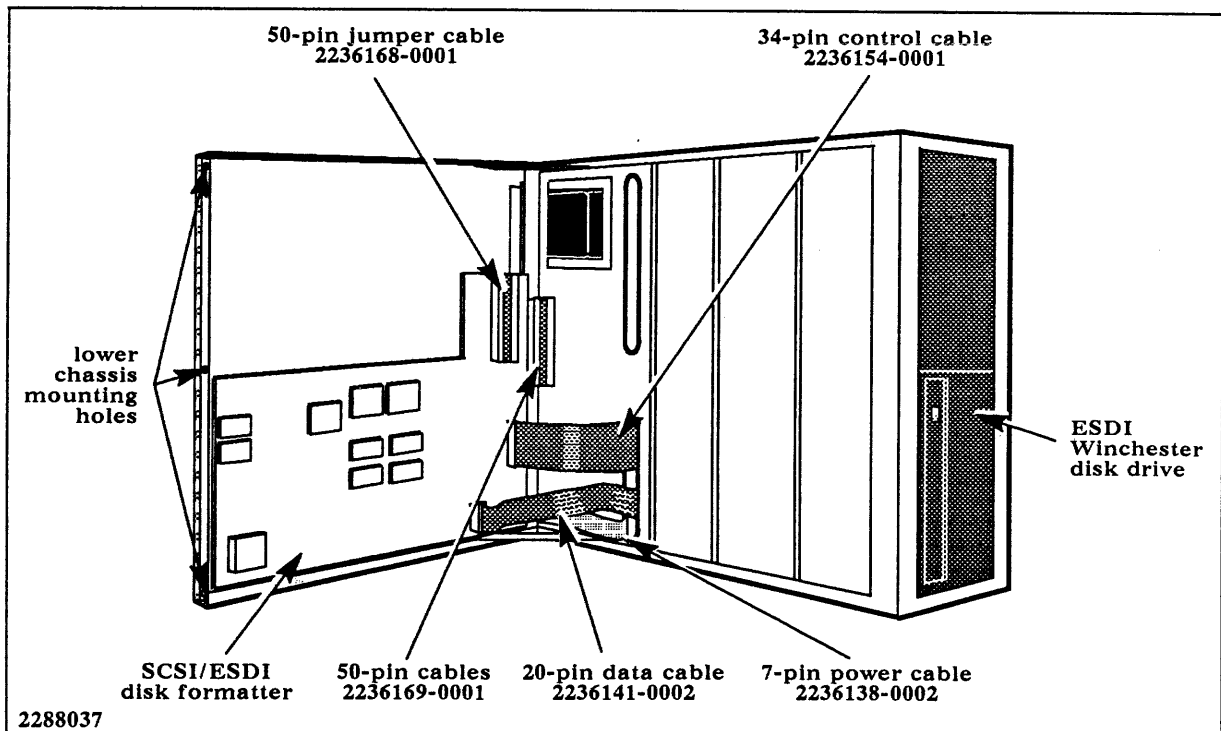 50-pin jumper cable
2236168-0001
34-pin control cable
2236154-0001
lower
chassis
mounting
holes
ESDI
Winchester
disk drive
SCSI/ESDI
disk formatter
50-pin cables
2236169-0001
20-pin data cable
2236141-0002
7-pin power cable
2236138-0002
2288037